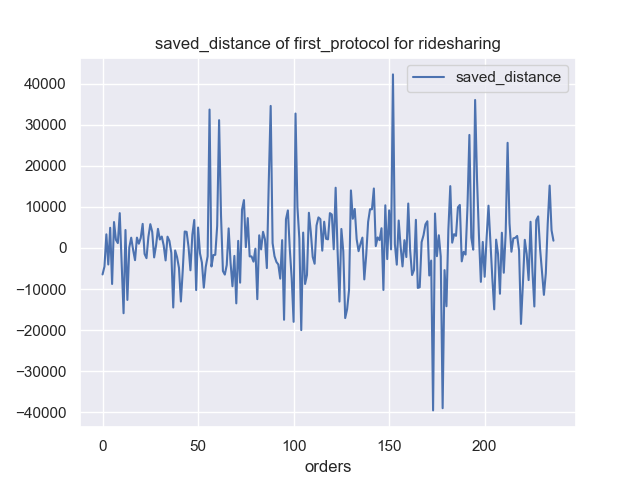 saved_distance of first_protocol for ridesharing
saved_distance
40000
30000
20000
10000
0
−10000
−20000
−30000
−40000
0 50 100 150 200
orders